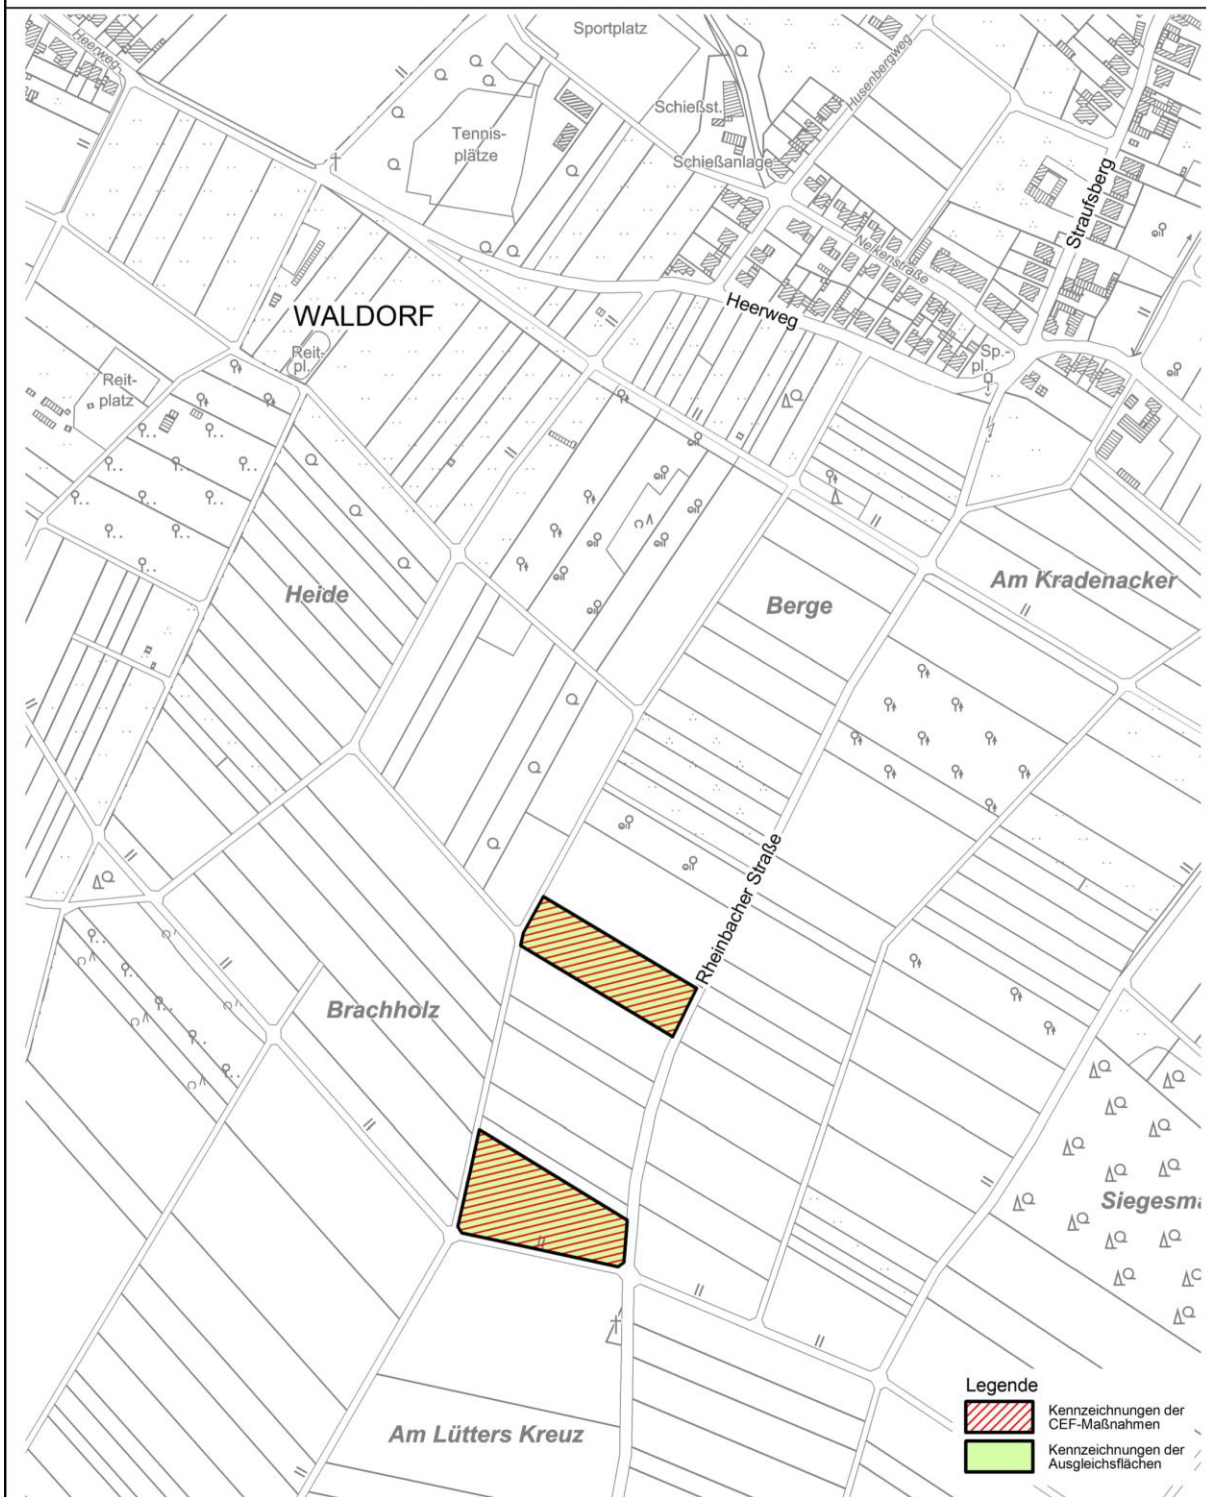 Sportplatz
Heerweg
Husenbergweg
Schießst.
Tennis-
plätze
Schießanlage
Straufsberg
Nelkenstraße
WALDORF
Heerweg
Reit-
pl.
Sp.-
pl.
Reit-
platz
Heide
Berge
Am Kradenacker
Rheinbacher Straße
Brachholz
Siegesma
Am Lütters Kreuz
Legende
Kennzeichnungen der
CEF-Maßnahmen
Kennzeichnungen der
Ausgleichsflächen